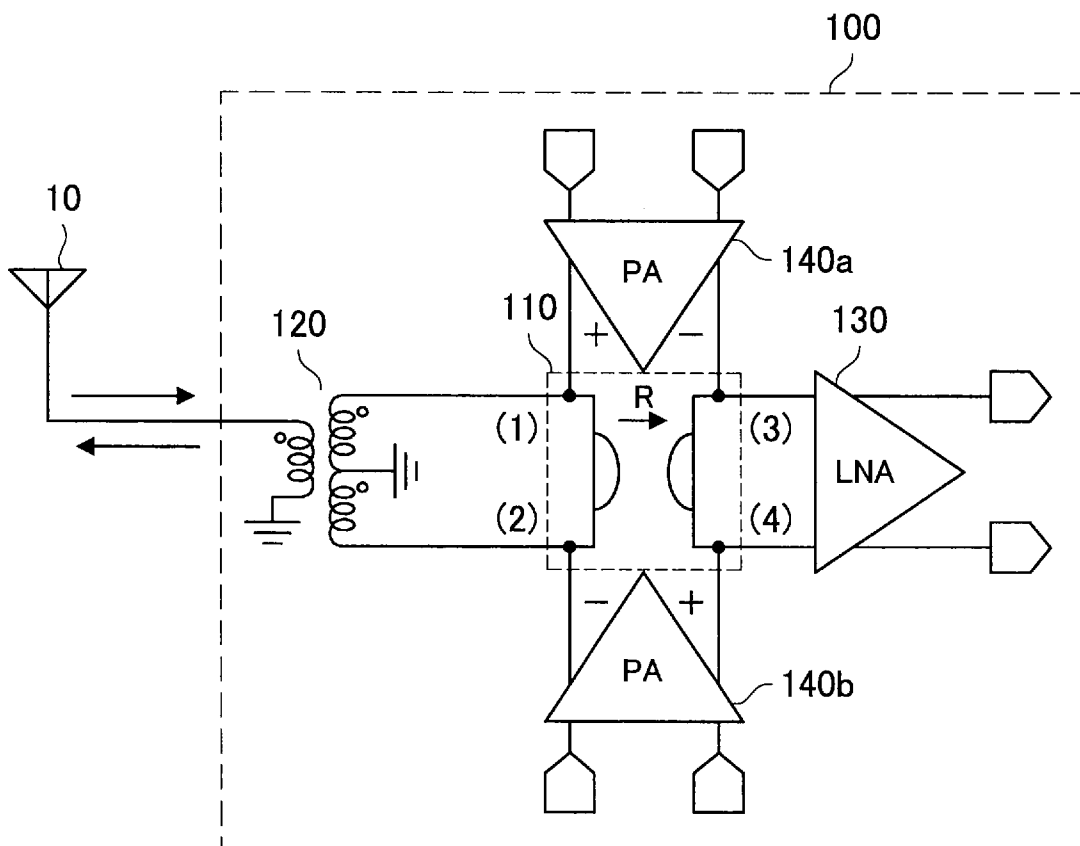 100
10
PA
140a
110
130
120
+ −
R
(1)
(3)
LNA
(2)
(4)
− +
PA
140b